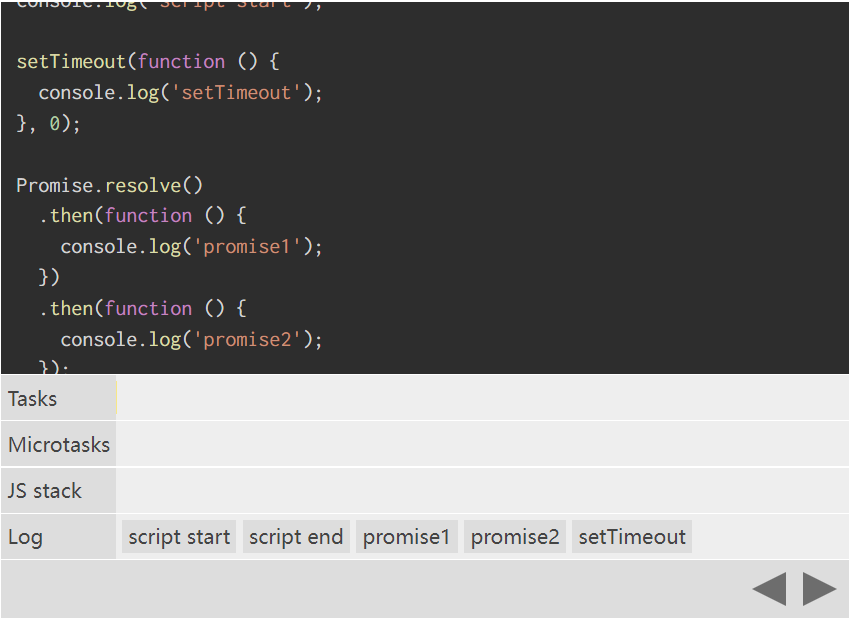 console.log('script start');
setTimeout(function () {
  console.log('setTimeout');
}, 0);
Promise.resolve()
  .then(function () {
    console.log('promise1');
  })
  .then(function () {
    console.log('promise2');
  });
Tasks
Microtasks
JS stack
Log script start script end promise1 promise2 setTimeout